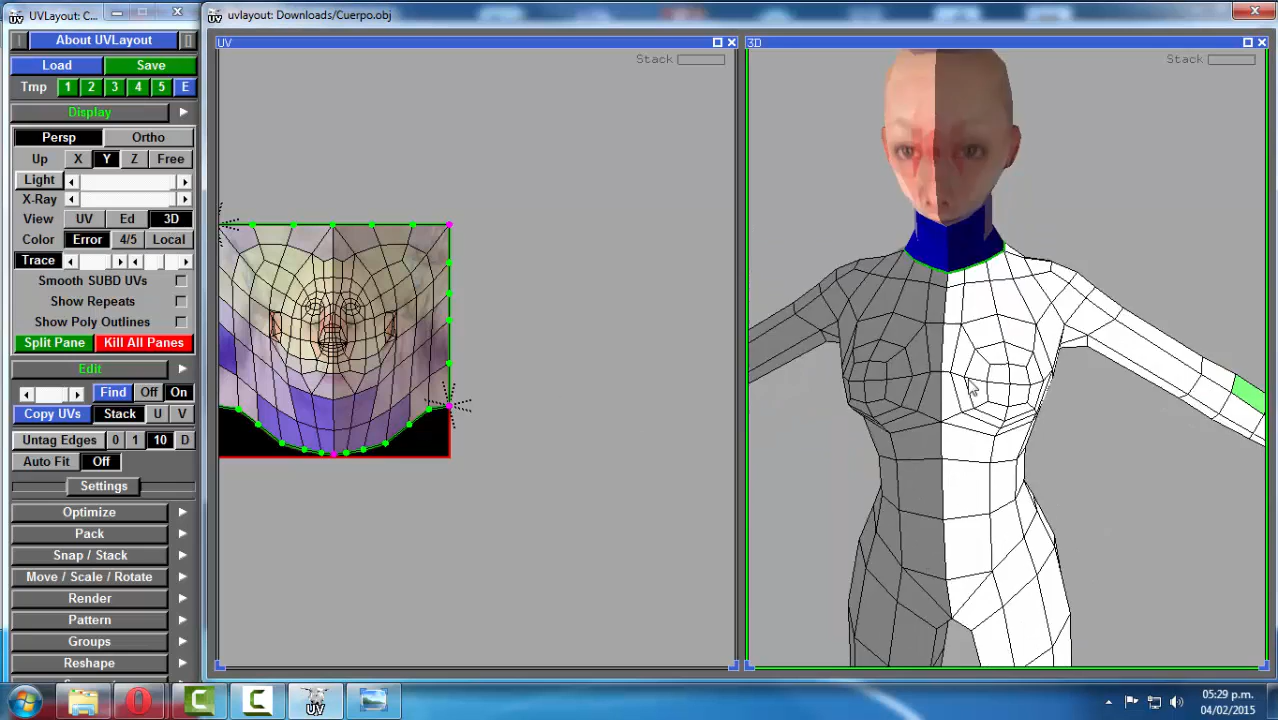 UVLayout: C...
uvlayout: Downloads/Cuerpo.obj
About UVLayout
Load
Save
Tmp 1 2 3 4 5 E
Display
Persp Ortho
Up X Y Z Free
Light
X-Ray
View UV Ed 3D
Color Error 4/5 Local
Trace
Smooth SUBD UVs
Show Repeats
Show Poly Outlines
Split Pane Kill All Panes
Edit
Find Off On
Copy UVs Stack U V
Untag Edges 0 1 10 D
Auto Fit Off
Settings
Optimize
Pack
Snap / Stack
Move / Scale / Rotate
Render
Pattern
Groups
Reshape
UV
Stack
3D
Stack
UV
05:29 p.m.
04/02/2015